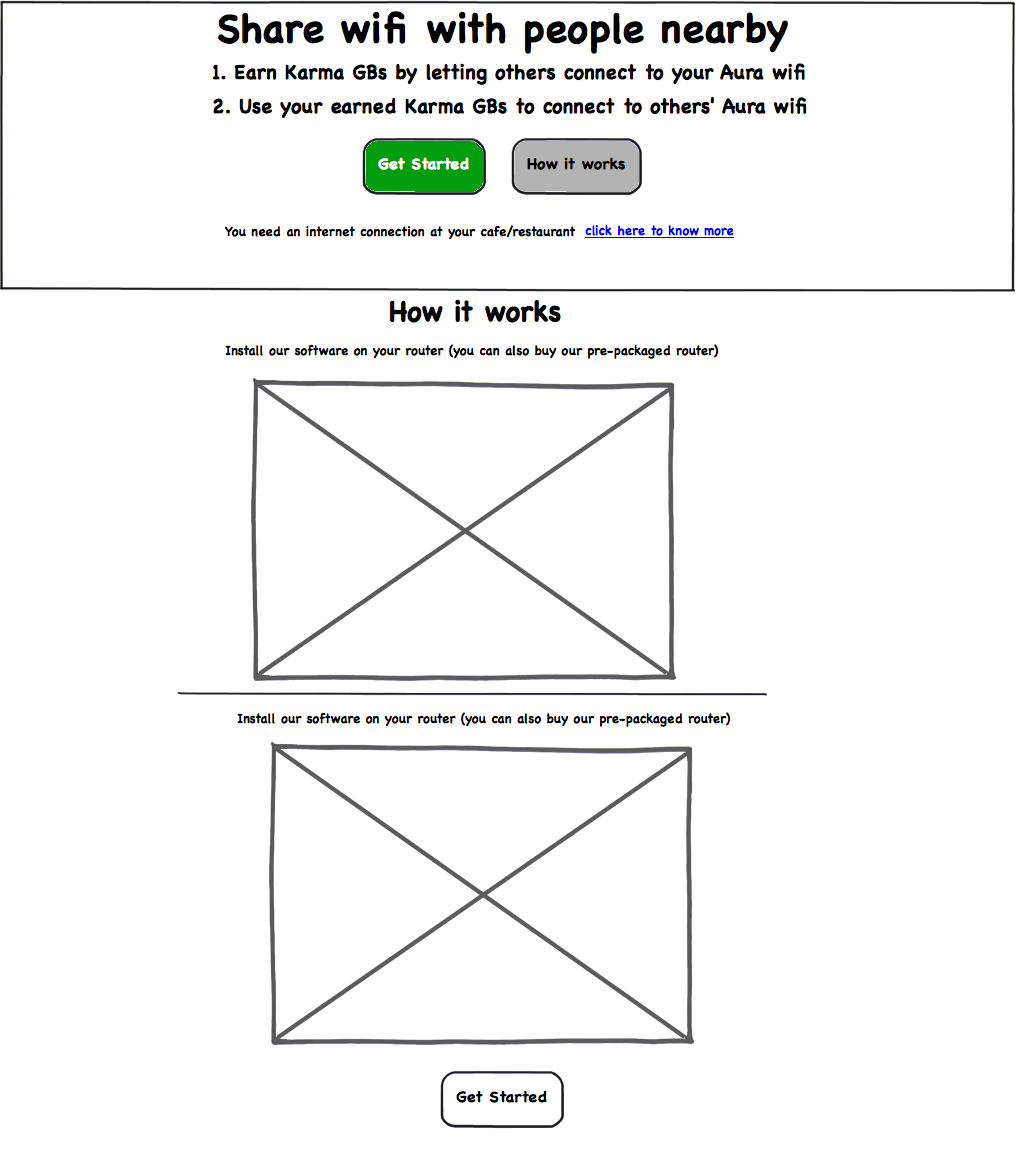 Share wifi with people nearby
1. Earn Karma GBs by letting others connect to your Aura wifi
2. Use your earned Karma GBs to connect to others' Aura wifi
Get Started
How it works
You need an internet connection at your cafe/restaurant click here to know more
How it works
Install our software on your router (you can also buy our pre-packaged router)
Install our software on your router (you can also buy our pre-packaged router)
Get Started